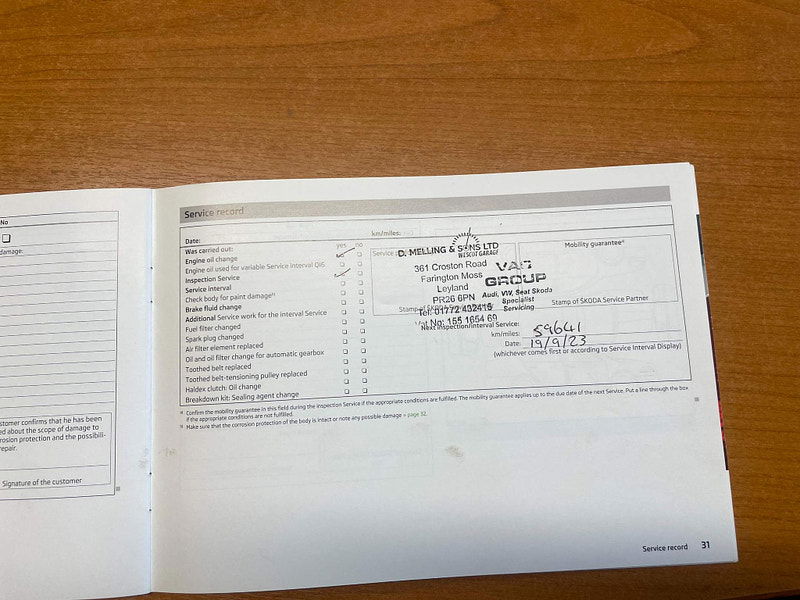 No
damage:
stomer confirms that he has been
ed about the scope of damage to
rosion protection and the possibili-
repair.
Signature of the customer
Service record
Date:
km/miles:
Was carried out: yes no
Engine oil change
Engine oil used for variable Service Interval QI6
Inspection Service
Service interval
Check body for paint damage
Brake fluid change
Additional Service work for the interval Service
Fuel filter changed
Spark plug changed
Air filter element replaced
Oil and oil filter change for automatic gearbox
Toothed belt replaced
Toothed belt-tensioning pulley replaced
Haldex clutch: Oil change
Breakdown kit: Sealing agent change
Service
D. MELLING & SONS LTD
WESCOT GARAGE
361 Croston Road
Farington Moss
Leyland
PR26 6PN
Tel: 01772 432415
Vat No: 155 1654 69
VAG
GROUP
Audi, VW, Seat Skoda
Specialist
Servicing
Mobility guarantee
Stamp of ŠKODA Service Partner
Next Inspection/Interval Service:
km/miles: 59641
Date: 19/9/23
(whichever comes first or according to Service Interval Display)
Confirm the mobility guarantee in this field during the inspection Service if the appropriate conditions are fulfilled. The mobility guarantee applies up to the due date of the next Service. Put a line through the box
if the appropriate conditions are not fulfilled.
Make sure that the corrosion protection of the body is intact or note any possible damage » page 32.
Service record 31